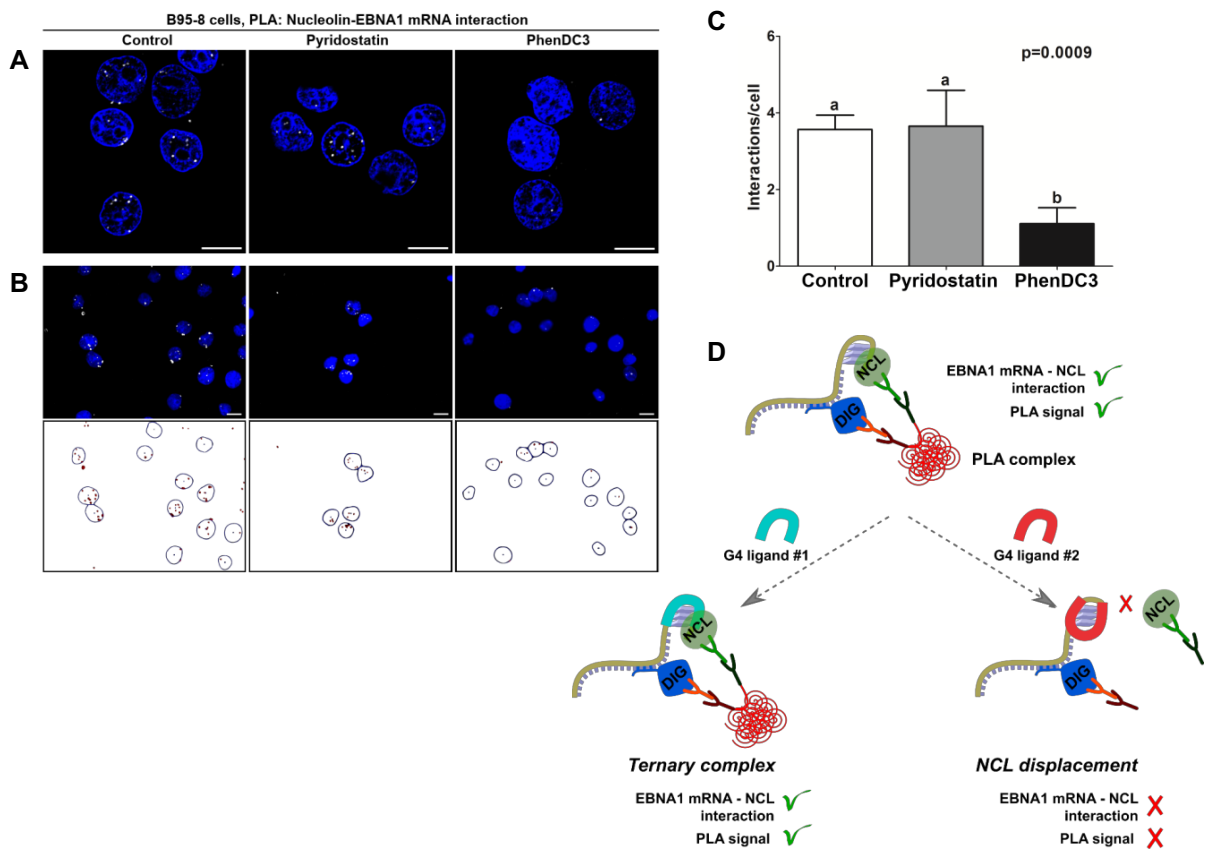 B95-8 cells, PLA: Nucleolin-EBNA1 mRNA interaction
Control Pyridostatin PhenDC3
A
B
C
p=0.0009
Interactions/cell
6
4
2
0
a
a
b
Control Pyridostatin PhenDC3
D
NCL
DIG
EBNA1 mRNA - NCL
interaction
PLA signal
PLA complex
G4 ligand #1
G4 ligand #2
NCL
DIG
NCL
DIG
Ternary complex
EBNA1 mRNA - NCL
interaction
PLA signal
NCL displacement
EBNA1 mRNA - NCL
interaction
PLA signal